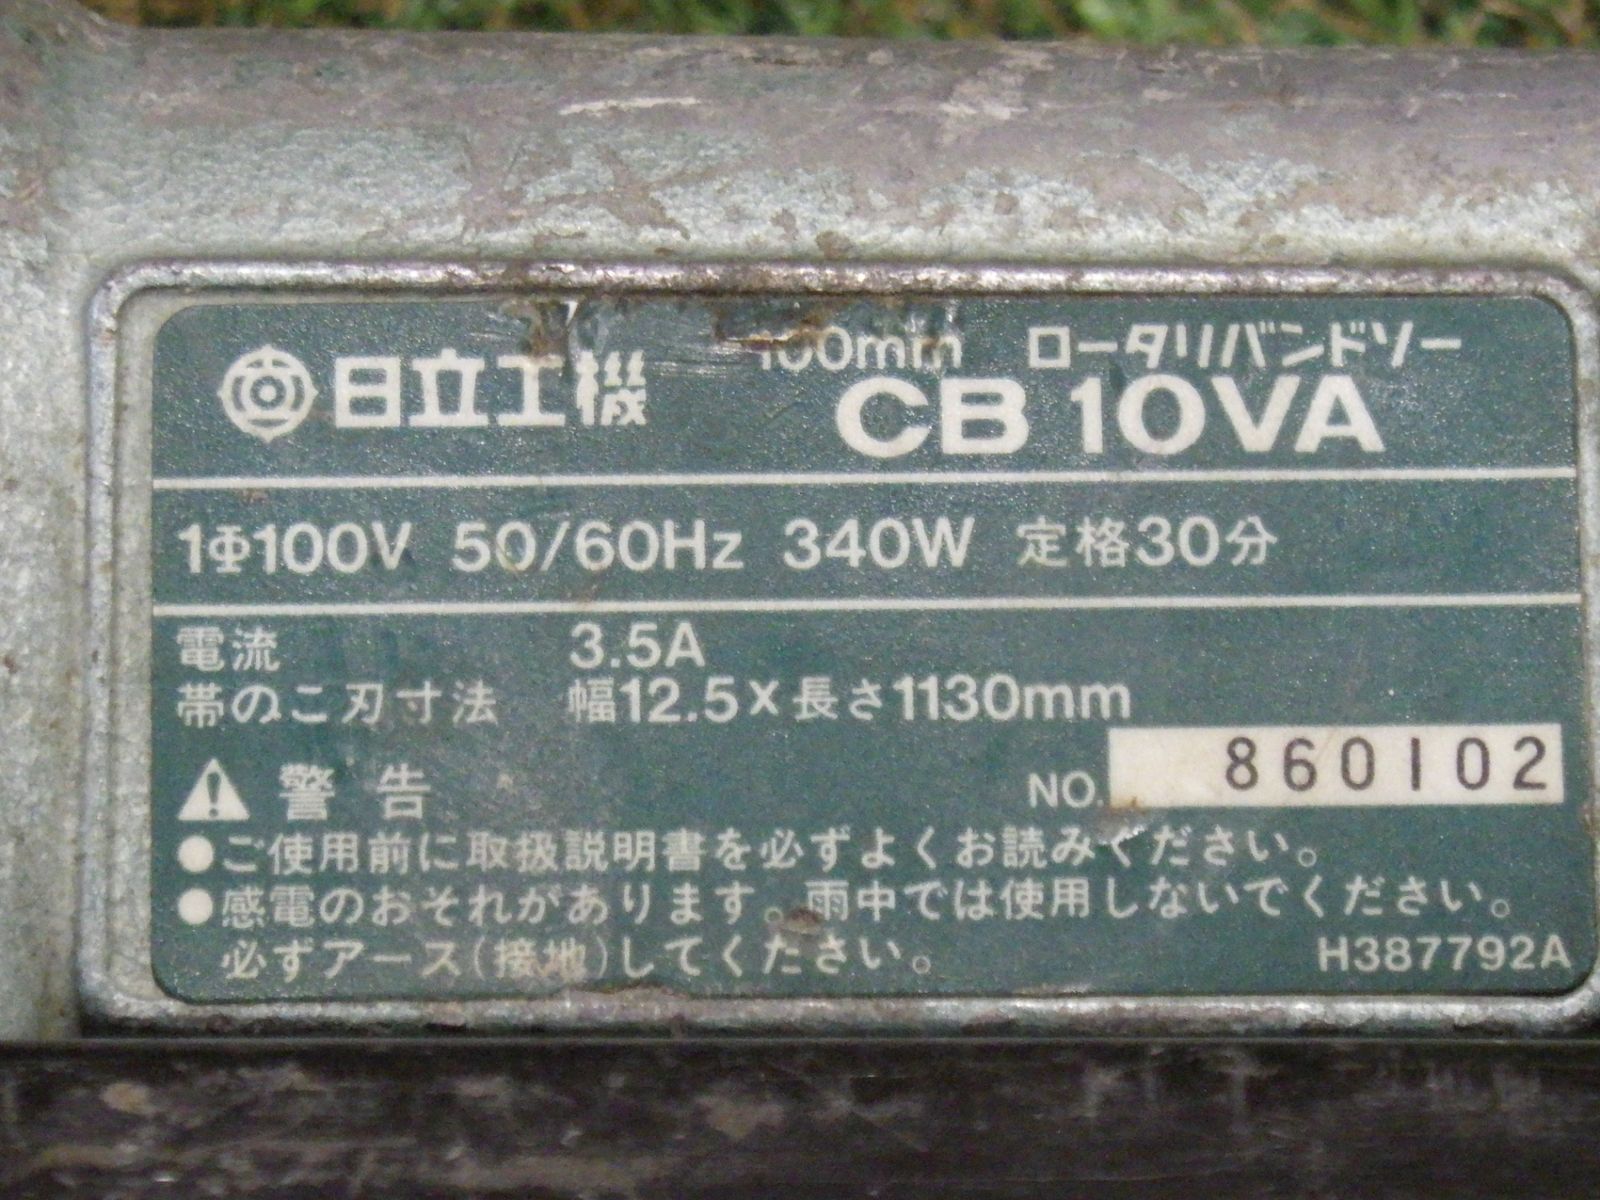 日立工機
100mm ロータリバンドソー
CB 10VA
1Φ100V 50/60Hz 340W 定格30分
電流 3.5A
帯のこ刃寸法 幅12.5×長さ1130mm
NO. 860102
警告
●ご使用前に取扱説明書を必ずよくお読みください。
●感電のおそれがあります。雨中では使用しないでください。
必ずアース(接地)してください。
H387792A